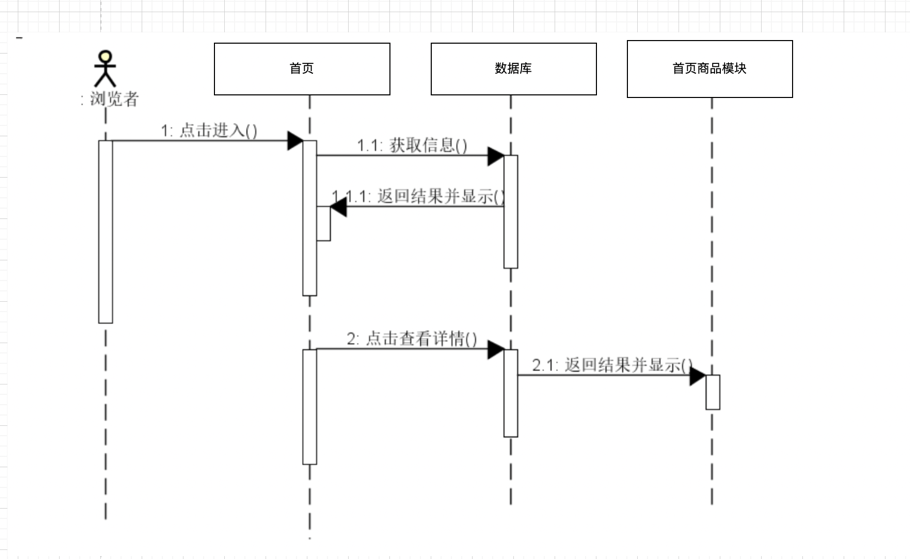 首页
数据库
首页商品模块
: 浏览者
1: 点击进入()
1.1: 获取信息()
1.1.1: 返回结果并显示()
2: 点击查看详情()
2.1: 返回结果并显示()